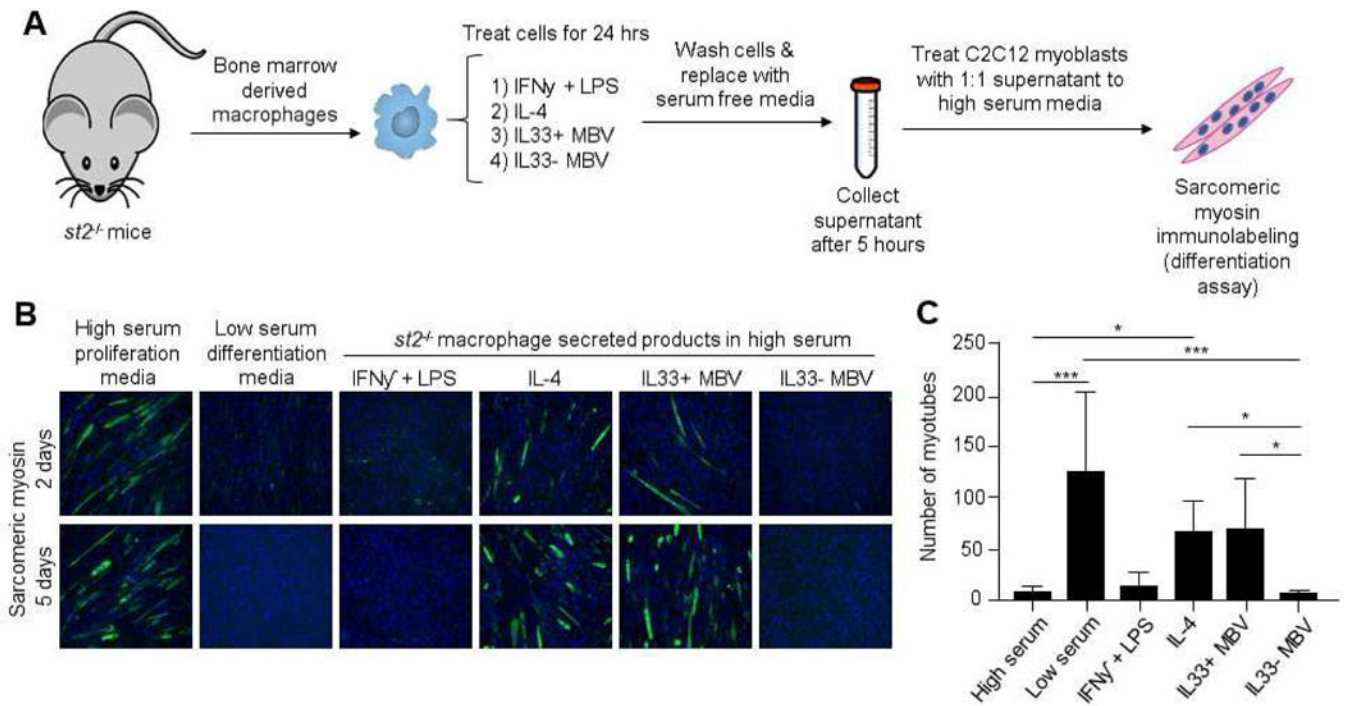 A
st2-/- mice
Bone marrow
derived
macrophages
Treat cells for 24 hrs
1) IFNγ + LPS
2) IL-4
3) IL33+ MBV
4) IL33- MBV
Wash cells &
replace with
serum free media
Collect
supernatant
after 5 hours
Treat C2C12 myoblasts
with 1:1 supernatant to
high serum media
Sarcomeric
myosin
immunolabeling
(differentiation
assay)
B
High serum
proliferation
media
Low serum
differentiation
media
st2-/- macrophage secreted products in high serum
IFNγ + LPS
IL-4
IL33+ MBV
IL33- MBV
Sarcomeric myosin
2 days
5 days
C
Number of myotubes
250
200
150
100
50
0
*
***
***
*
*
High serum
Low serum
IFNγ + LPS
IL-4
IL33+ MBV
IL33- MBV